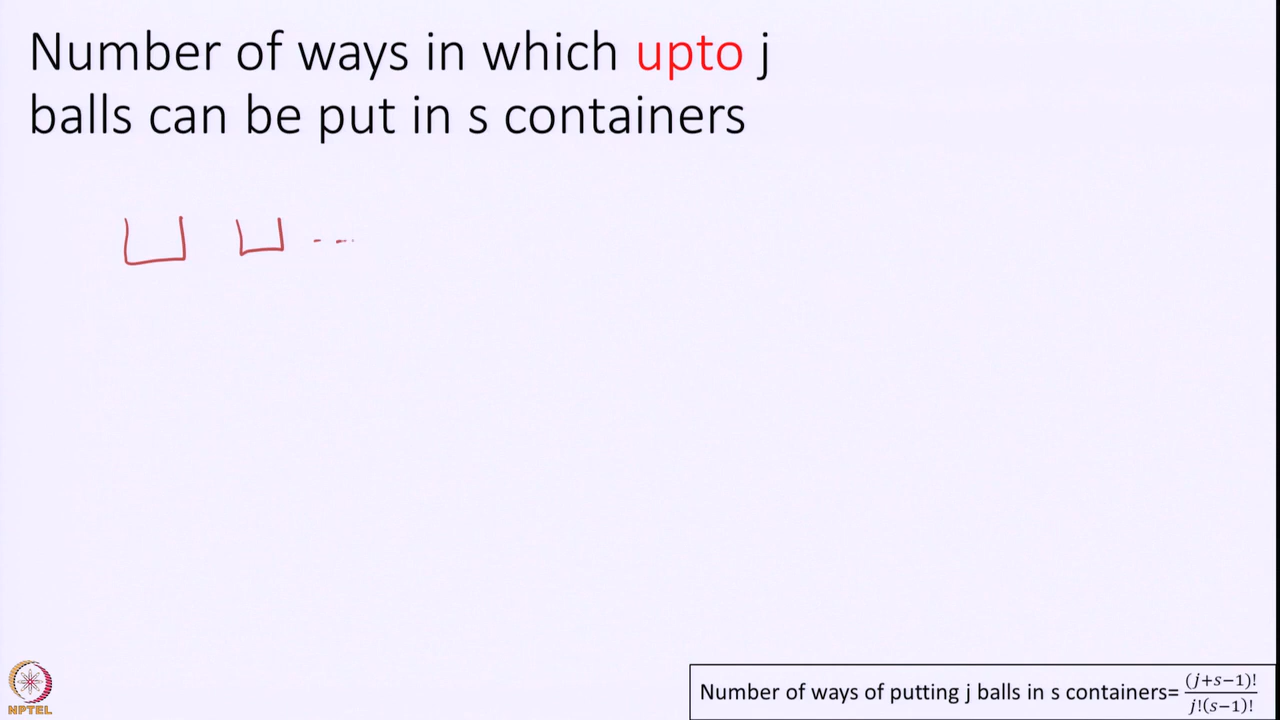 Number of ways in which upto j
balls can be put in s containers
Number of ways of putting j balls in s containers= (j+s−1)! / j!(s−1)!
NPTEL